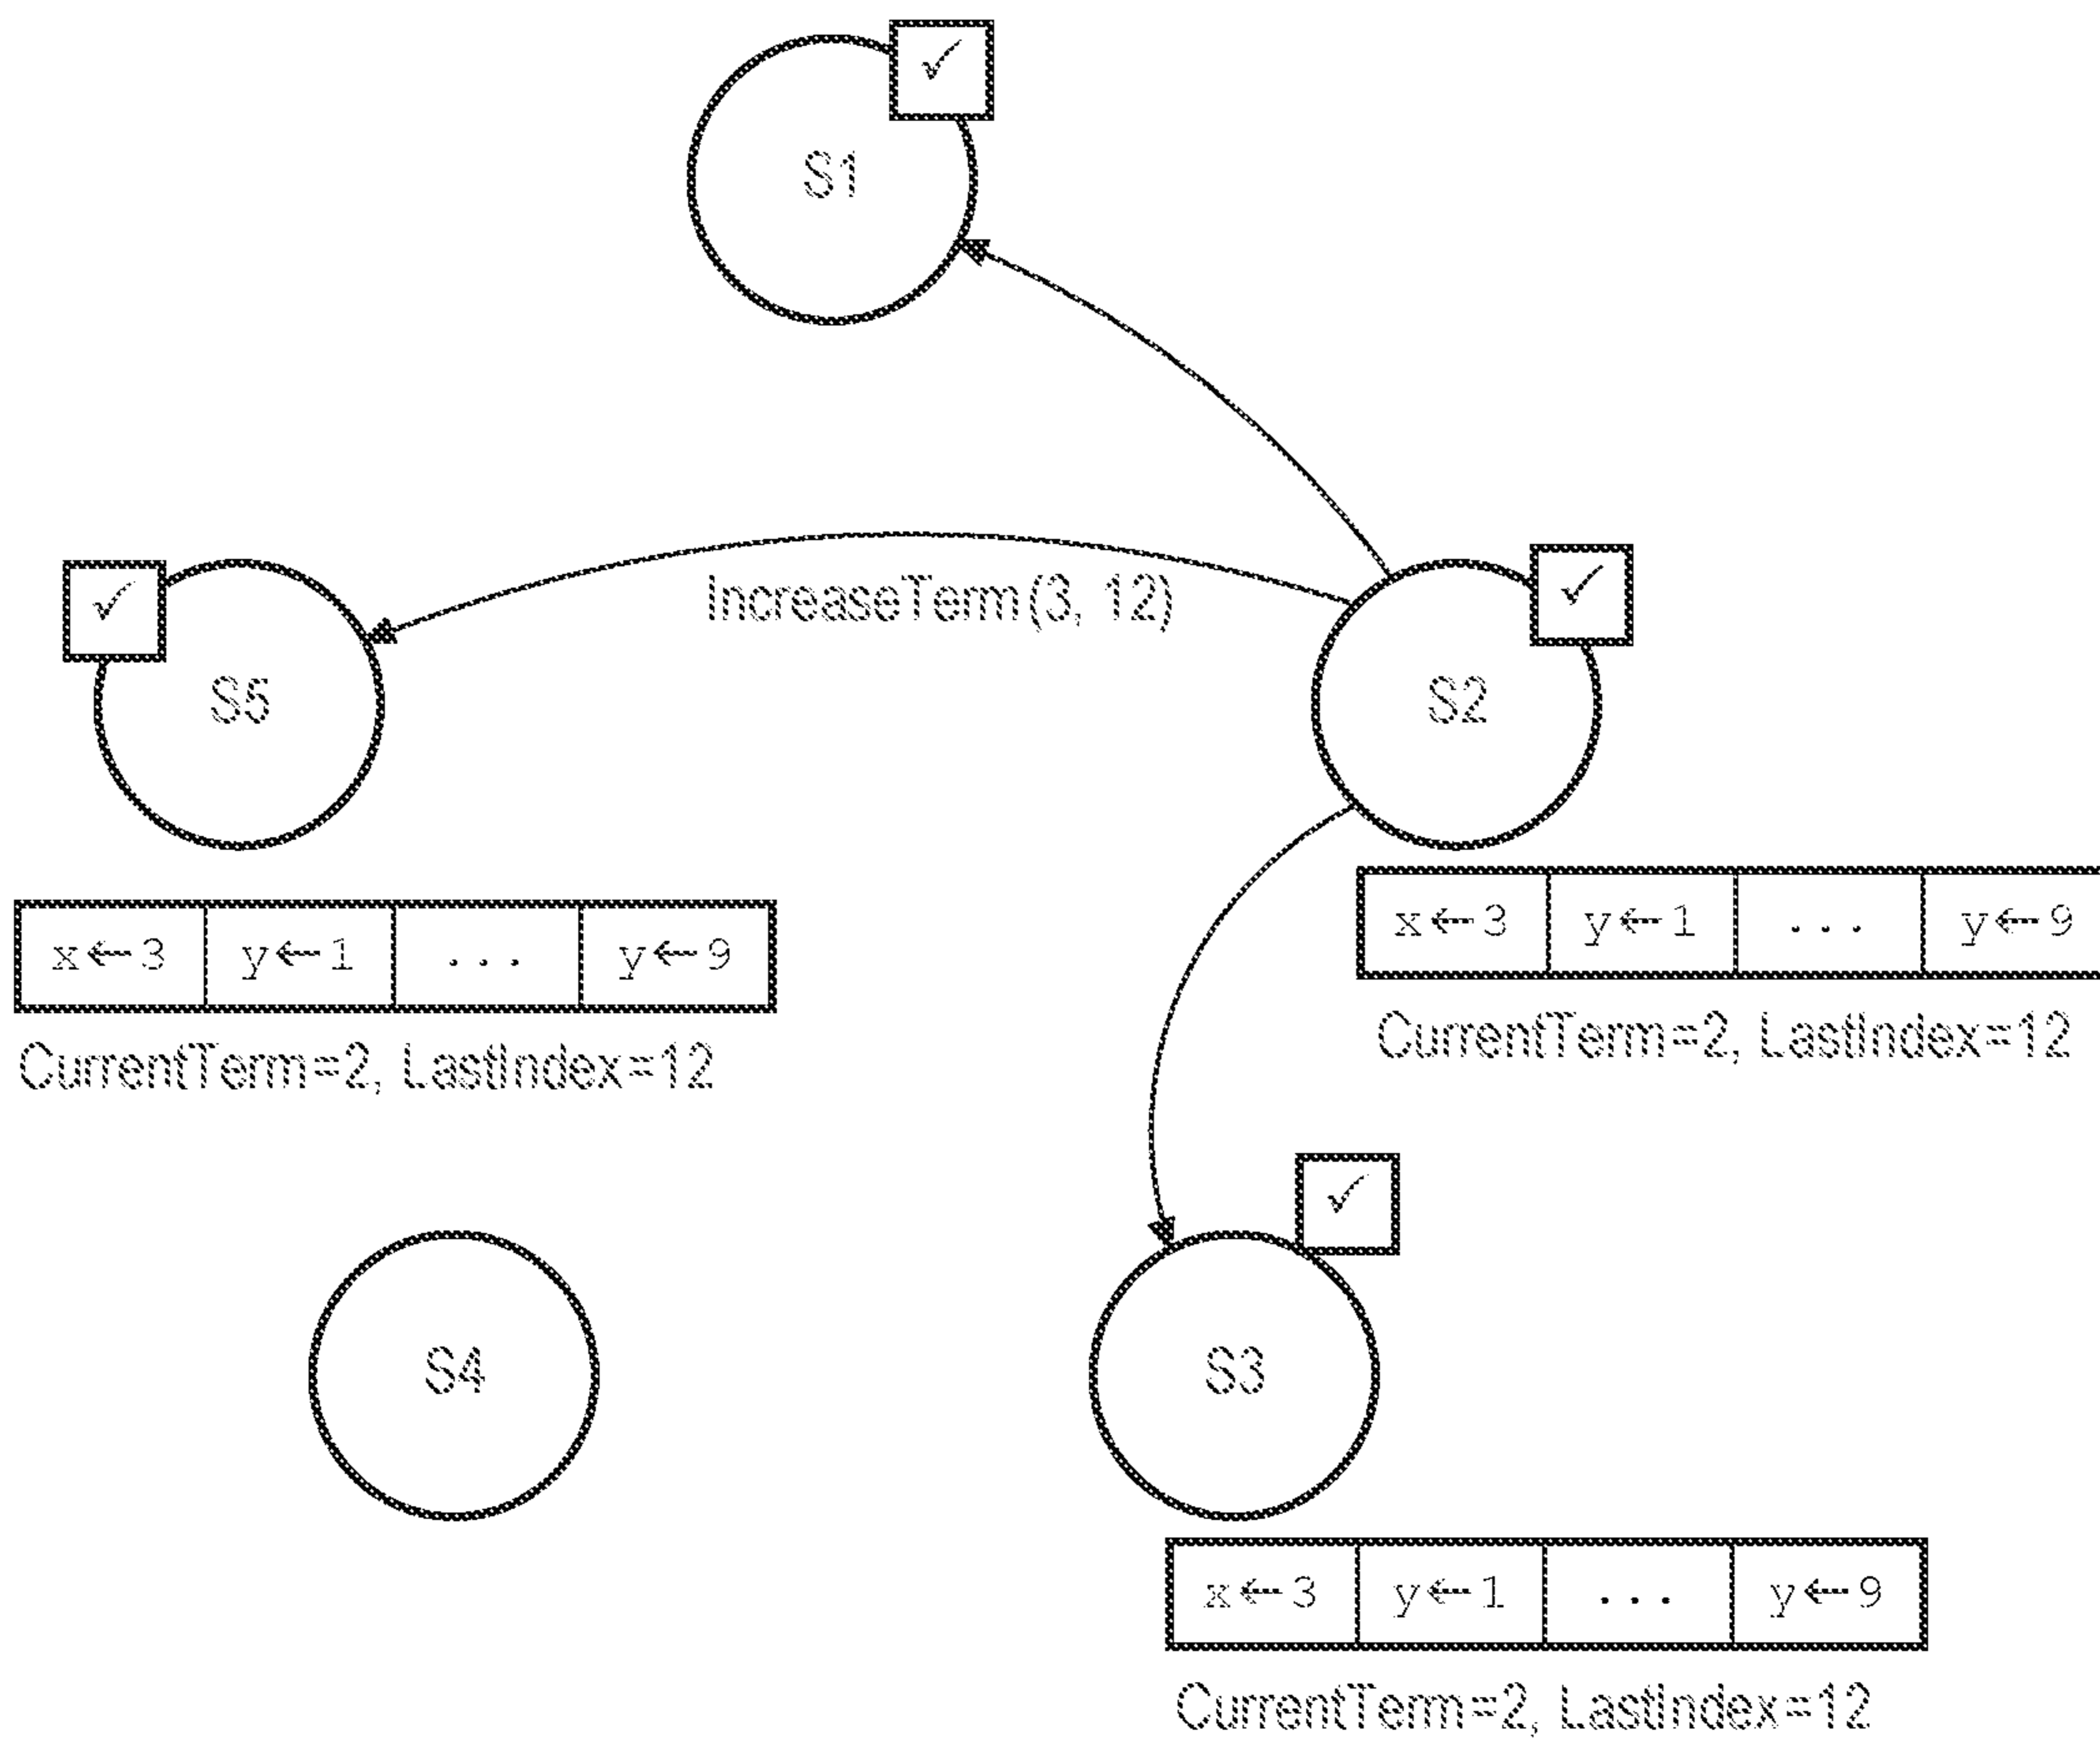 ✓
S1
IncreaseTerm(3, 12)
✓
S5
✓
S2
x←3 y←1 ... y←9
CurrentTerm=2, LastIndex=12
x←3 y←1 ... y←9
CurrentTerm=2, LastIndex=12
S4
✓
S3
x←3 y←1 ... y←9
CurrentTerm=2, LastIndex=12